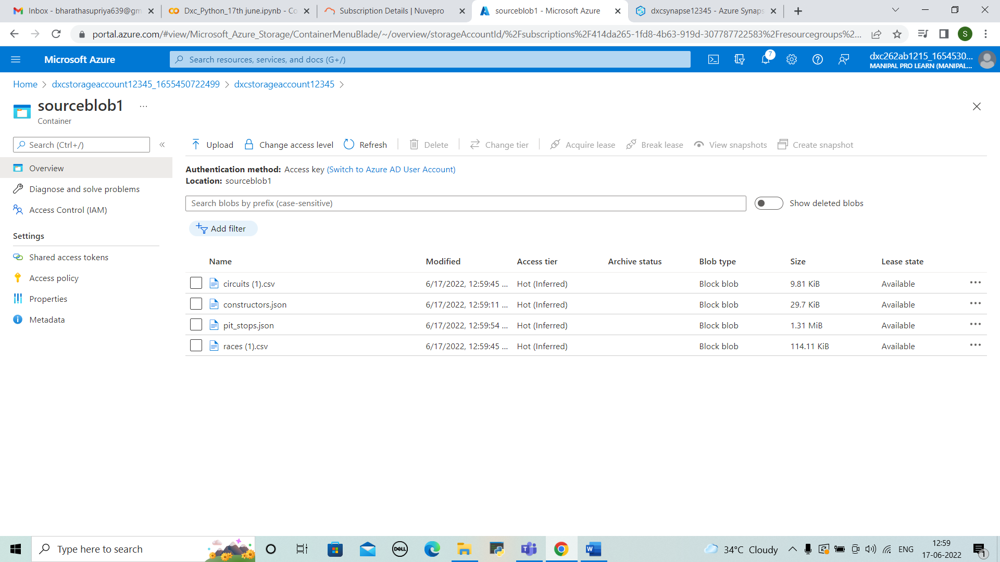 Inbox - bharathasupriya639@gm
Dxc_Python_17th june.ipynb - Co
Subscription Details | Nuvepro
sourceblob1 - Microsoft Azure
dxcsynapse12345 - Azure Synaps
portal.azure.com/#view/Microsoft_Azure_Storage/ContainerMenuBlade/~/overview/storageAccountId/%2Fsubscriptions%2F414da265-1fd8-4b63-919d-307787722583%2Fresourcegroups%2...
S
Microsoft Azure
Search resources, services, and docs (G+/)
7
dxc262ab1215_1654530...
MANIPAL PRO LEARN (MANIPAL...
Home > dxcstorageaccount12345_1655450722499 > dxcstorageaccount12345 >
sourceblob1 ...
Container
Search (Ctrl+/) «
Upload Change access level Refresh Delete Change tier Acquire lease Break lease View snapshots Create snapshot
Overview
Diagnose and solve problems
Access Control (IAM)
Settings
Shared access tokens
Access policy
Properties
Metadata
Authentication method: Access key (Switch to Azure AD User Account)
Location: sourceblob1
Search blobs by prefix (case-sensitive) Show deleted blobs
Add filter
Name Modified Access tier Archive status Blob type Size Lease state
circuits (1).csv 6/17/2022, 12:59:45 ... Hot (Inferred) Block blob 9.81 KiB Available ...
constructors.json 6/17/2022, 12:59:11 ... Hot (Inferred) Block blob 29.7 KiB Available ...
pit_stops.json 6/17/2022, 12:59:54 ... Hot (Inferred) Block blob 1.31 MiB Available ...
races (1).csv 6/17/2022, 12:59:45 ... Hot (Inferred) Block blob 114.11 KiB Available ...
Type here to search
DELL
W
34°C Cloudy
ENG
12:59
17-06-2022
1